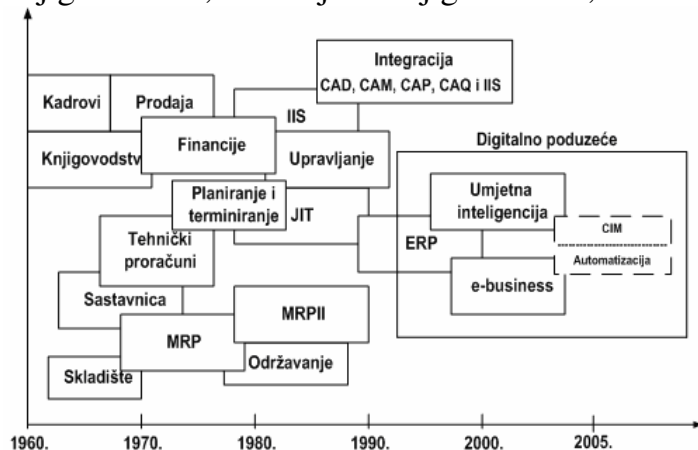 Integracija
CAD, CAM, CAP, CAQ i IIS
Kadrovi
Prodaja
IIS
Knjigovodstv
Financije
Upravljanje
Digitalno poduzeće
Planiranje i
terminiranje
JIT
Umjetna
inteligencija
Tehnički
proračuni
ERP
CIM
Automatizacija
Sastavnica
e-business
MRPII
MRP
Skladište
Održavanje
1960.
1970.
1980.
1990.
2000.
2005.